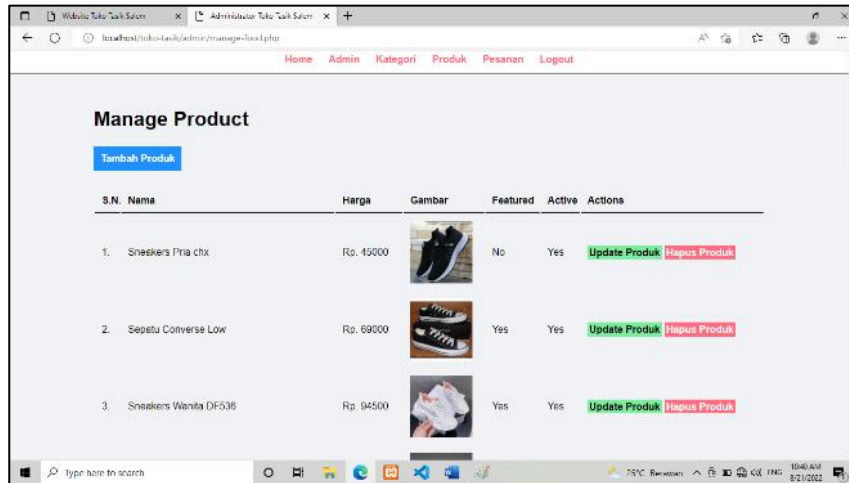 Website Toko Tasik Salem
Administrator Toko Tasik Salem
localhost/toko-tasik/admin/manage-food.php
Home Admin Kategori Produk Pesanan Logout
Manage Product
Tambah Produk
S.N. Nama Harga Gambar Featured Active Actions
1. Sneakers Pria chx Rp. 45000 No Yes Update Produk Hapus Produk
2. Sepatu Converse Low Rp. 69000 Yes Yes Update Produk Hapus Produk
3. Sneakers Wanita DF536 Rp. 94500 Yes Yes Update Produk Hapus Produk
Type here to search
25°C Berawan ENG 10:40 AM
8/21/2022